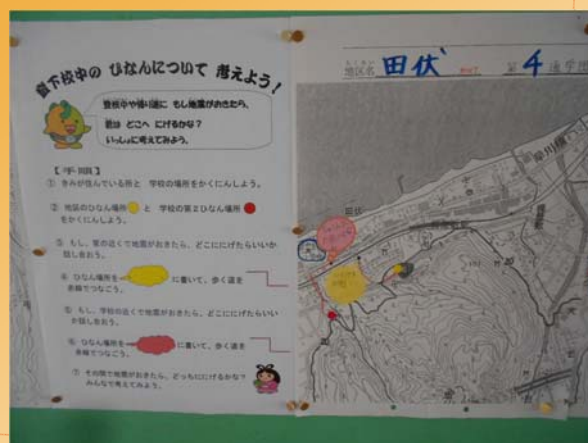 登下校中の ひなんについて 考えよう!
登校中や帰り道に もし地震がおきたら、
君は どこへ にげるかな?
いっしょに考えてみよう。
【手順】
① きみが住んでいる所と 学校の場所をかくにんしよう。
② 地区のひなん場所 と 学校の第2ひなん場所
をかくにんしよう。
③ もし、家の近くで地震がおきたら、どこににげたらいいか
話し合おう。
④ ひなん場所を に書いて、歩く道を
赤線でつなごう。
⑤ もし、学校の近くで地震がおきたら、どこににげたらいい
か話し合おう。
⑥ ひなん場所を に書いて、歩く道を
赤線でつなごう。
⑦ その間で地震がおきたら、どっちににげるかな?
みんなで考えてみよう。
地区名 田伏 第4通学団
早川橋
田伏